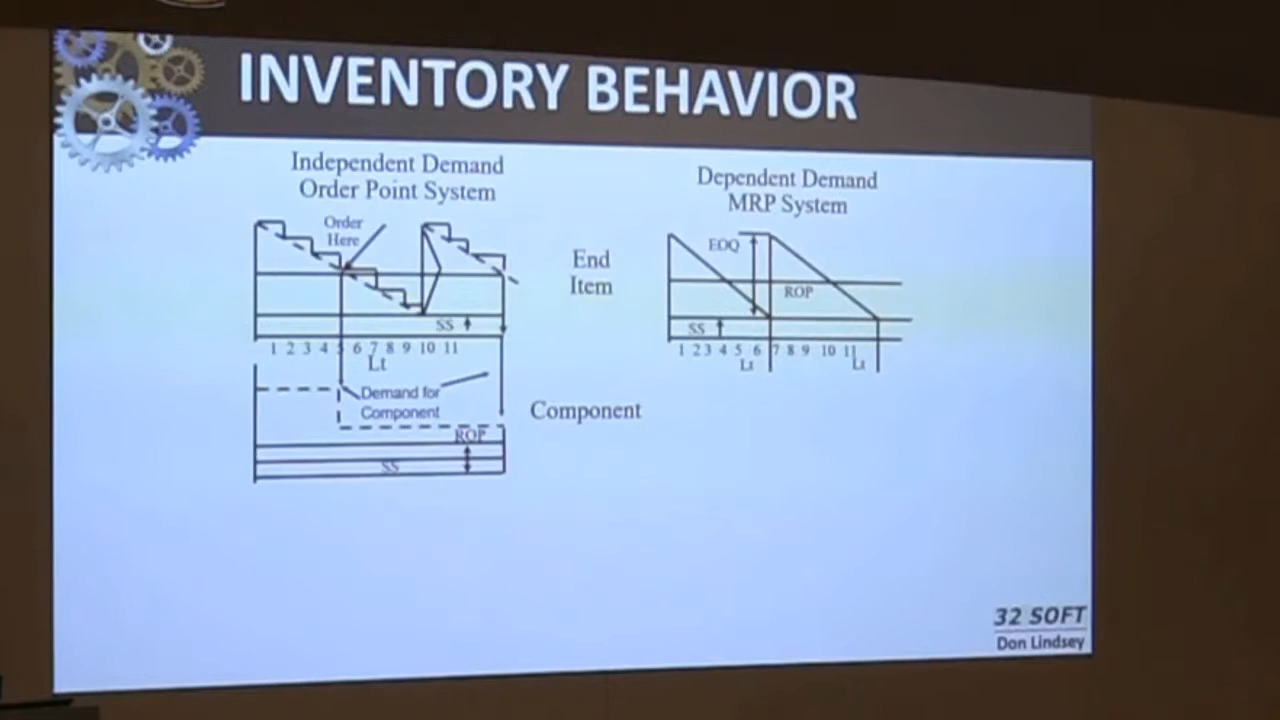 INVENTORY BEHAVIOR
Independent Demand
Order Point System
Order
Here
SS
1 2 3 4 5 6 7 8 9 10 11
Lt
Demand for
Component
ROP
SS
End
Item
Component
Dependent Demand
MRP System
EOQ
ROP
SS
1 2 3 4 5 6 7 8 9 10 11
Lt
Lt
32 SOFT
Don Lindsey